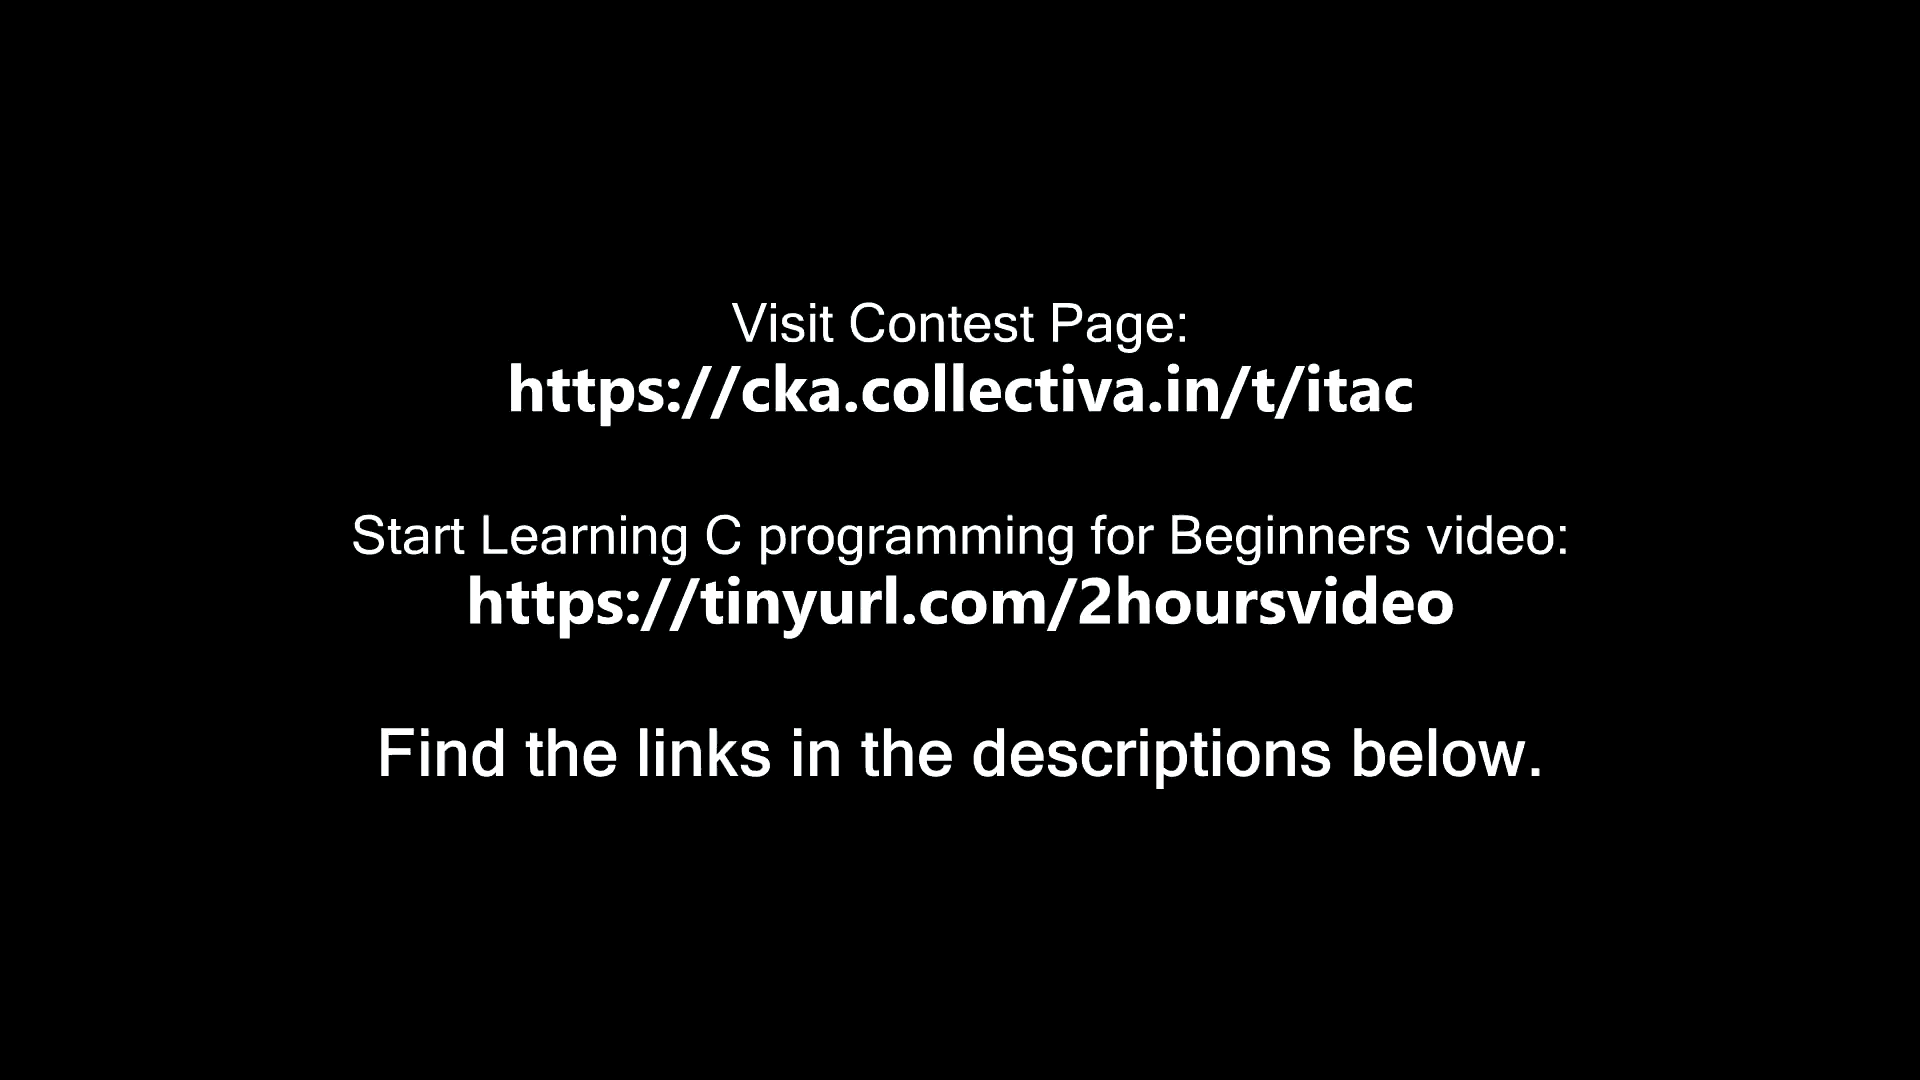 Visit Contest Page:
https://cka.collectiva.in/t/itac
Start Learning C programming for Beginners video:
https://tinyurl.com/2hoursvideo
Find the links in the descriptions below.